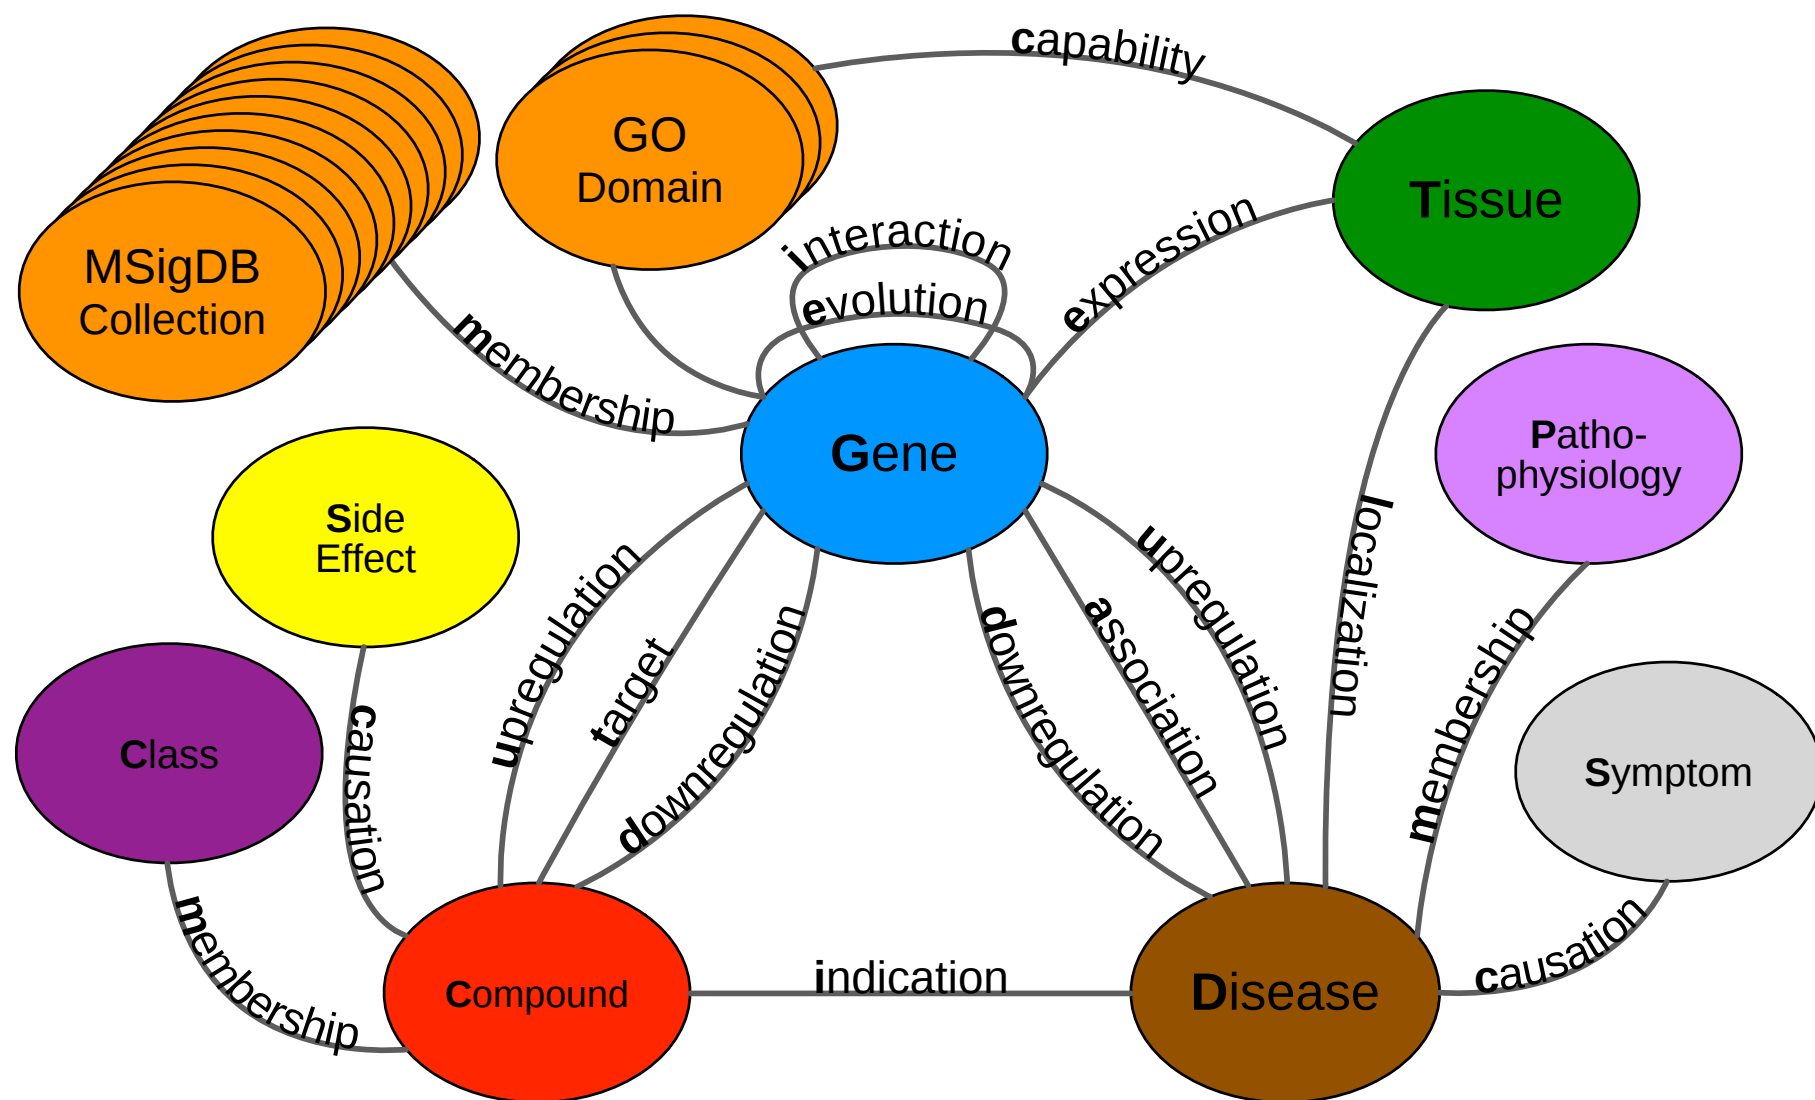 capability
GO
Domain
Tissue
MSigDB
Collection
interaction
evolution
expression
membership
Gene
Patho-
physiology
Side
Effect
upregulation
target
downregulation
downregulation
association
upregulation
localization
membership
Class
causation
Symptom
membership
Compound
indication
Disease
causation